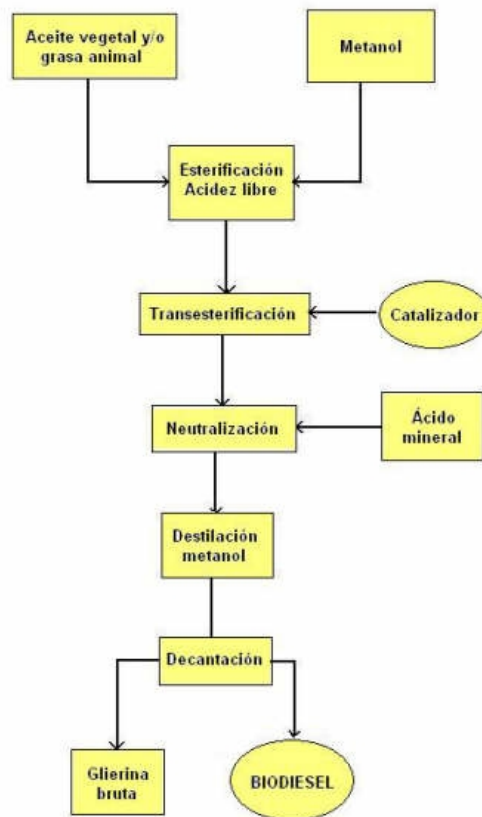 Aceite vegetal y/o
grasa animal
Metanol
Esterificación
Acidez libre
Transesterificación
Catalizador
Neutralización
Ácido
mineral
Destilación
metanol
Decantación
Glierina
bruta
BIODIESEL